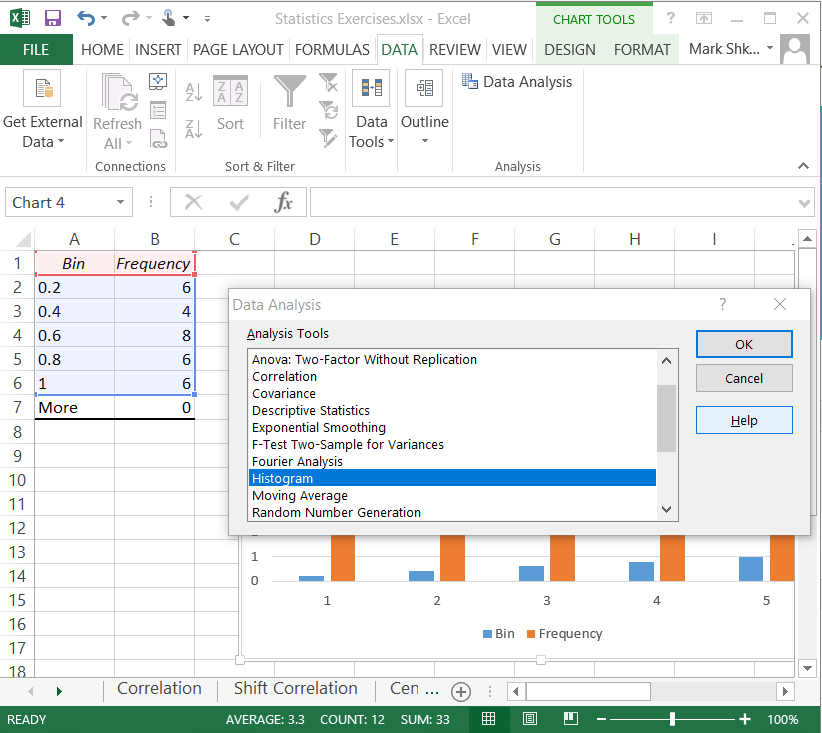 Statistics Exercises.xlsx - Excel
CHART TOOLS
?
FILE HOME INSERT PAGE LAYOUT FORMULAS DATA REVIEW VIEW DESIGN FORMAT Mark Shk...
Get External Data
Refresh All
Sort
Filter
Data Tools
Outline
Data Analysis
Connections
Sort & Filter
Analysis
Chart 4
fx
A B C D E F G H I
1 Bin Frequency
2 0.2 6
3 0.4 4
4 0.6 8
5 0.8 6
6 1 6
7 More 0
8
9
10
11
12
13
14
15
16
17
18
Data Analysis ?
Analysis Tools
Anova: Two-Factor Without Replication
Correlation
Covariance
Descriptive Statistics
Exponential Smoothing
F-Test Two-Sample for Variances
Fourier Analysis
Histogram
Moving Average
Random Number Generation
OK
Cancel
Help
1
0
1 2 3 4 5
Bin Frequency
Correlation Shift Correlation Cen ...
READY AVERAGE: 3.3 COUNT: 12 SUM: 33 100%